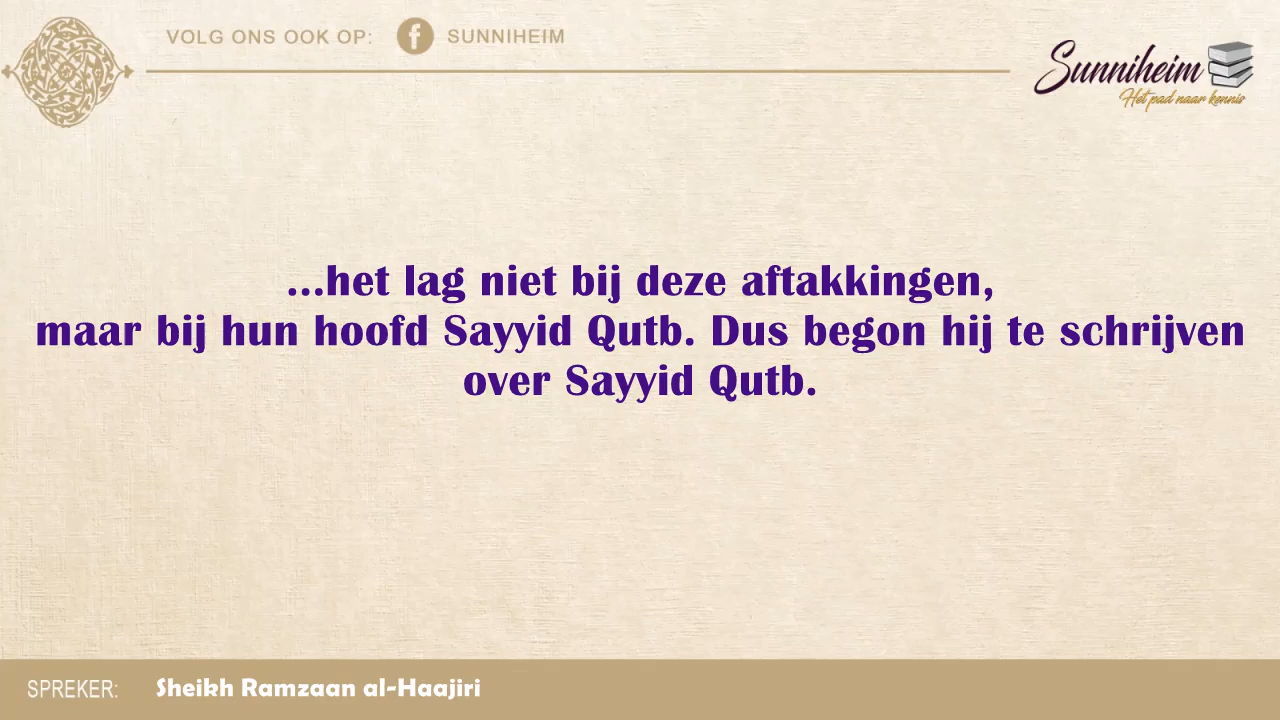 VOLG ONS OOK OP: f SUNNIHEIM
Sunniheim
Het pad naar kennis
...het lag niet bij deze aftakkingen,
maar bij hun hoofd Sayyid Qutb. Dus begon hij te schrijven
over Sayyid Qutb.
SPREKER: Sheikh Ramzaan al-Haajiri